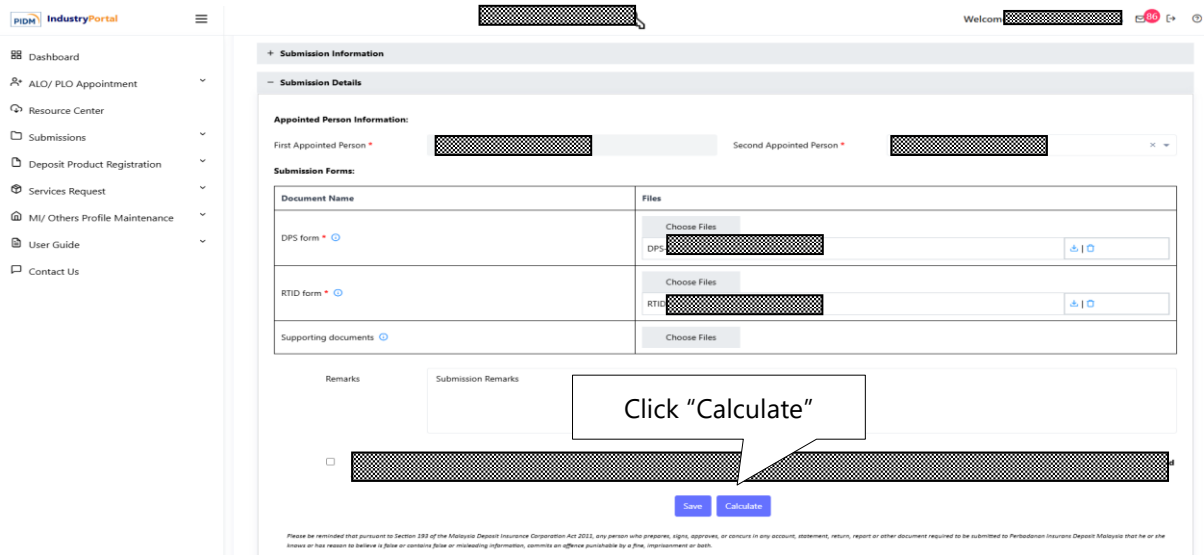 PIDM IndustryPortal
Welcom
86
Dashboard
ALO/ PLO Appointment
Resource Center
Submissions
Deposit Product Registration
Services Request
MI/ Others Profile Maintenance
User Guide
Contact Us
+ Submission Information
− Submission Details
Appointed Person Information:
First Appointed Person *
Second Appointed Person *
Submission Forms:
Document Name Files
DPS form *
Choose Files
DPS-
RTID form *
Choose Files
RTID
Supporting documents
Choose Files
Remarks
Submission Remarks
Click “Calculate”
d
Save Calculate
Please be reminded that pursuant to Section 193 of the Malaysia Deposit Insurance Corporation Act 2011, any person who prepares, signs, approves, or concurs in any account, statement, return, report or other document required to be submitted to Perbadanan Insurans Deposit Malaysia that he or she
knows or has reason to believe is false or contains false or misleading information, commits an offence punishable by a fine, imprisonment or both.